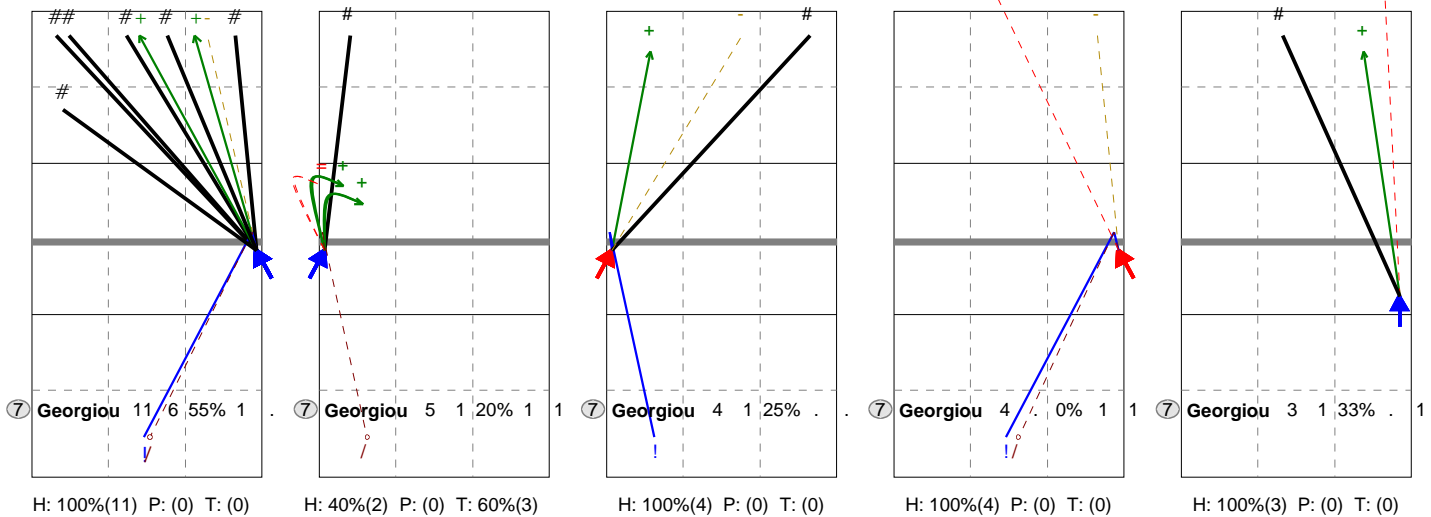 ## # + # + - # # - # - # +
#
= + +
7 Georgiou 11 6 55% 1 . 7 Georgiou 5 1 20% 1 1 7 Georgiou 4 1 25% . . 7 Georgiou 4 . 0% 1 1 7 Georgiou 3 1 33% . 1
! / / ! ! /
H: 100%(11) P: (0) T: (0) H: 40%(2) P: (0) T: 60%(3) H: 100%(4) P: (0) T: (0) H: 100%(4) P: (0) T: (0) H: 100%(3) P: (0) T: (0)